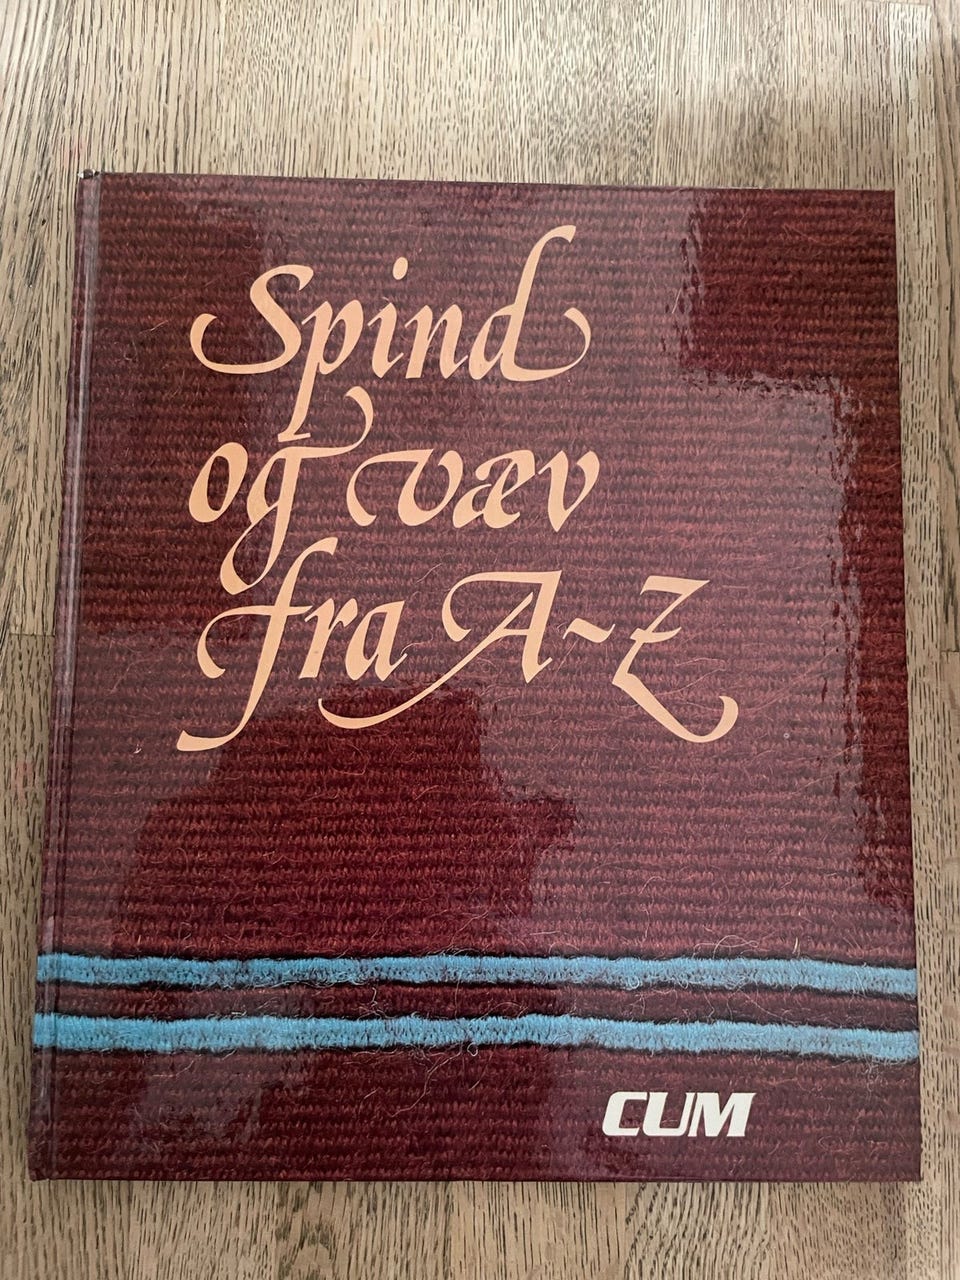 Spind
og væv
fra A-Z
CUM